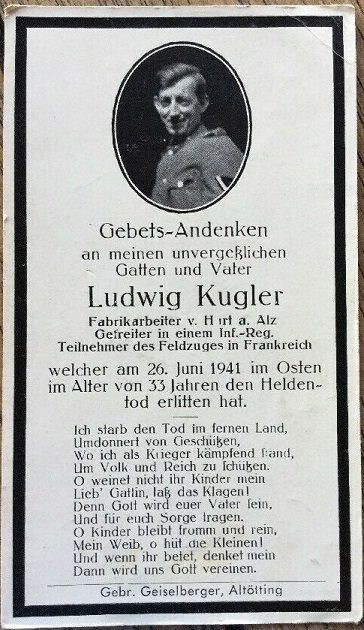 Gebets-Andenken
an meinen unvergeßlichen
Gatten und Vater
Ludwig Kugler
Fabrikarbeiter v. Hart a. Alz
Gefreiter in einem Inf.-Reg.
Teilnehmer des Feldzuges in Frankreich
welcher am 26. Juni 1941 im Osten
im Alter von 33 Jahren den Helden-
tod erlitten hat.
Ich starb den Tod im fernen Land,
Umdonnert von Geschützen,
Wo ich als Krieger kämpfend stand,
Um Volk und Reich zu schützen.
O weinet nicht ihr Kinder mein
Lieb' Gattin, laß das Klagen!
Denn Gott wird euer Vater sein,
Und für euch Sorge tragen.
O Kinder bleibt fromm und rein,
Mein Weib, o hüt' die Kleinen!
Und wenn ihr betet, denket mein
Dann wird uns Gott vereinen.
Gebr. Geiselberger, Altötting